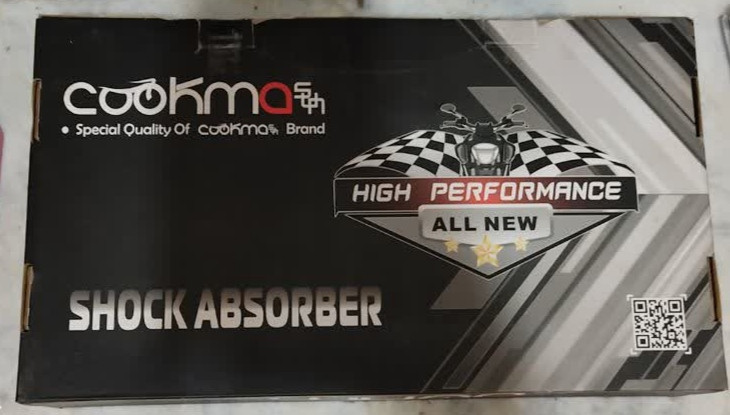 cookma
• Special Quality Of cookma Brand
HIGH PERFORMANCE
ALL NEW
SHOCK ABSORBER